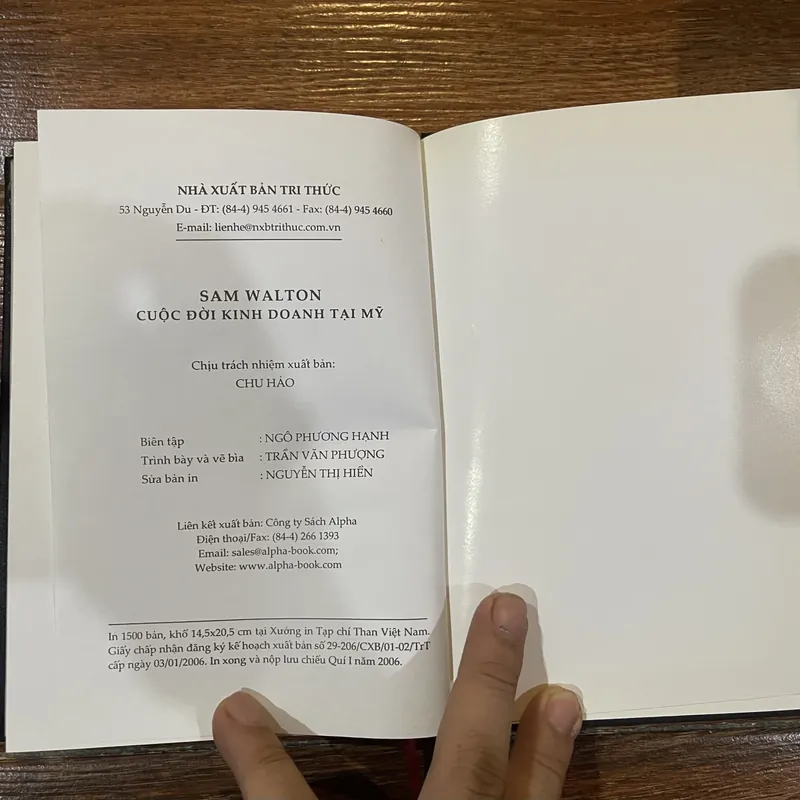 NHÀ XUẤT BẢN TRI THỨC
53 Nguyễn Du - ĐT: (84-4) 945 4661 - Fax: (84-4) 945 4660
E-mail: lienhe@nxbtrithuc.com.vn
SAM WALTON
CUỘC ĐỜI KINH DOANH TẠI MỸ
Chịu trách nhiệm xuất bản:
CHU HẢO
Biên tập : NGÔ PHƯƠNG HẠNH
Trình bày và vẽ bìa : TRẦN VĂN PHƯỢNG
Sửa bản in : NGUYỄN THỊ HIỀN
Liên kết xuất bản: Công ty Sách Alpha
Điện thoại/Fax: (84-4) 266 1393
Email: sales@alpha-book.com;
Website: www.alpha-book.com
In 1500 bản, khổ 14,5x20,5 cm tại Xưởng in Tạp chí Than Việt Nam.
Giấy chấp nhận đăng ký kế hoạch xuất bản số 29-206/CXB/01-02/TrT
cấp ngày 03/01/2006. In xong và nộp lưu chiểu Quí I năm 2006.